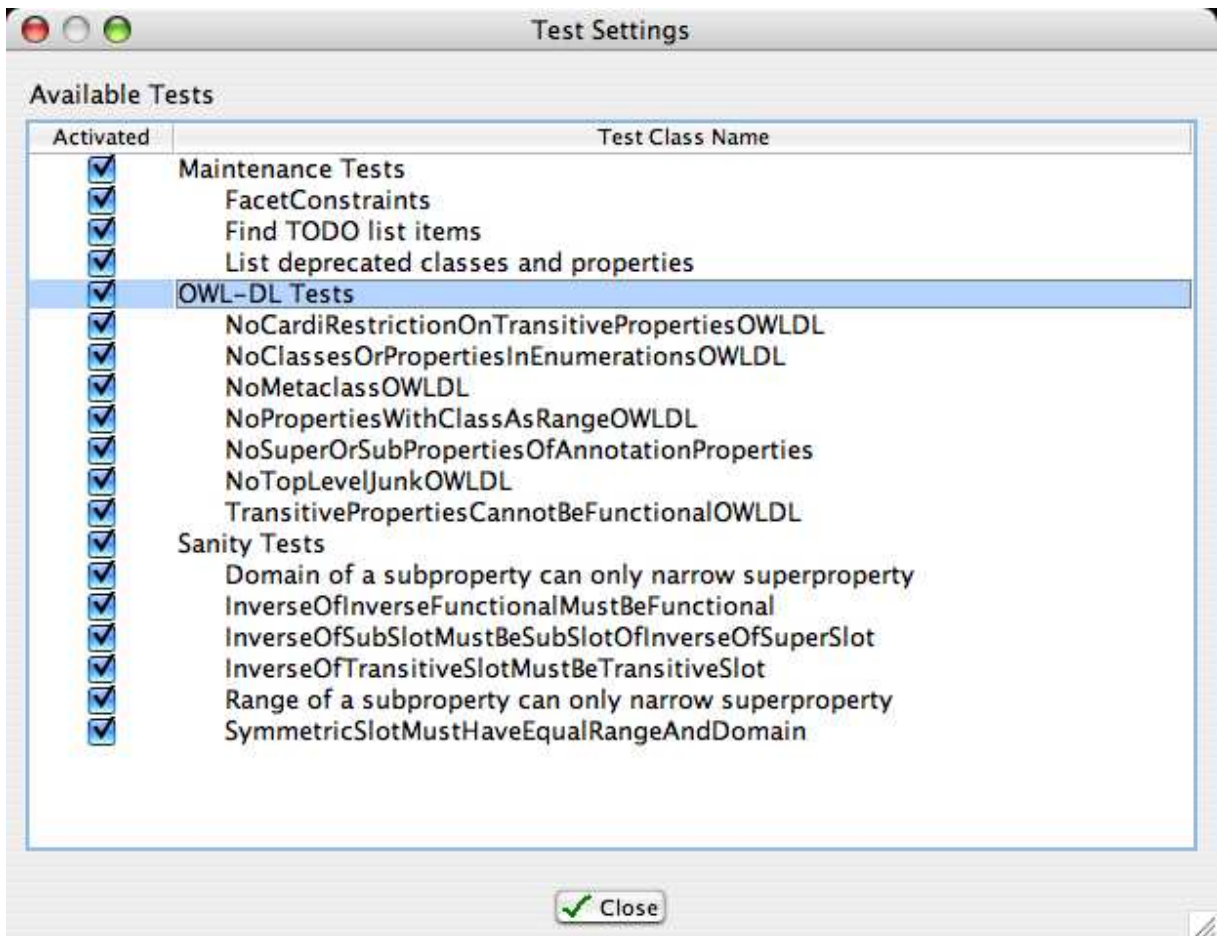 Test Settings
Available Tests
Activated Test Class Name
Maintenance Tests
FacetConstraints
Find TODO list items
List deprecated classes and properties
OWL-DL Tests
NoCardiRestrictionOnTransitivePropertiesOWLDL
NoClassesOrPropertiesInEnumerationsOWLDL
NoMetaclassOWLDL
NoPropertiesWithClassAsRangeOWLDL
NoSuperOrSubPropertiesOfAnnotationProperties
NoTopLevelJunkOWLDL
TransitivePropertiesCannotBeFunctionalOWLDL
Sanity Tests
Domain of a subproperty can only narrow superproperty
InverseOfInverseFunctionalMustBeFunctional
InverseOfSubSlotMustBeSubSlotOfInverseOfSuperSlot
InverseOfTransitiveSlotMustBeTransitiveSlot
Range of a subproperty can only narrow superproperty
SymmetricSlotMustHaveEqualRangeAndDomain
Close